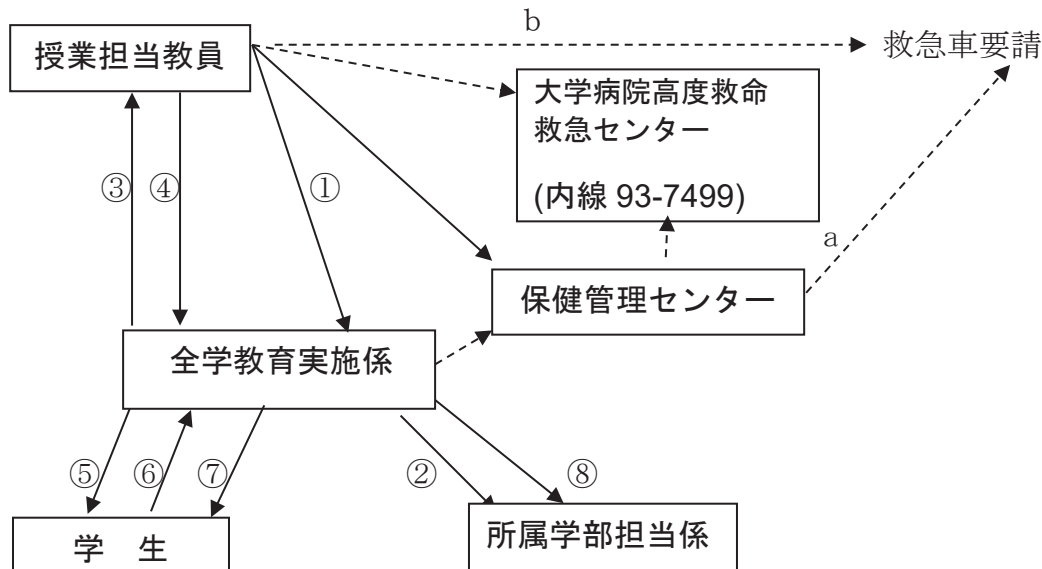 b
授業担当教員
救急車要請
大学病院高度救命
救急センター
(内線 93-7499)
③
④
①
a
保健管理センター
全学教育実施係
⑤
⑥
⑦
②
⑧
学　生
所属学部担当係